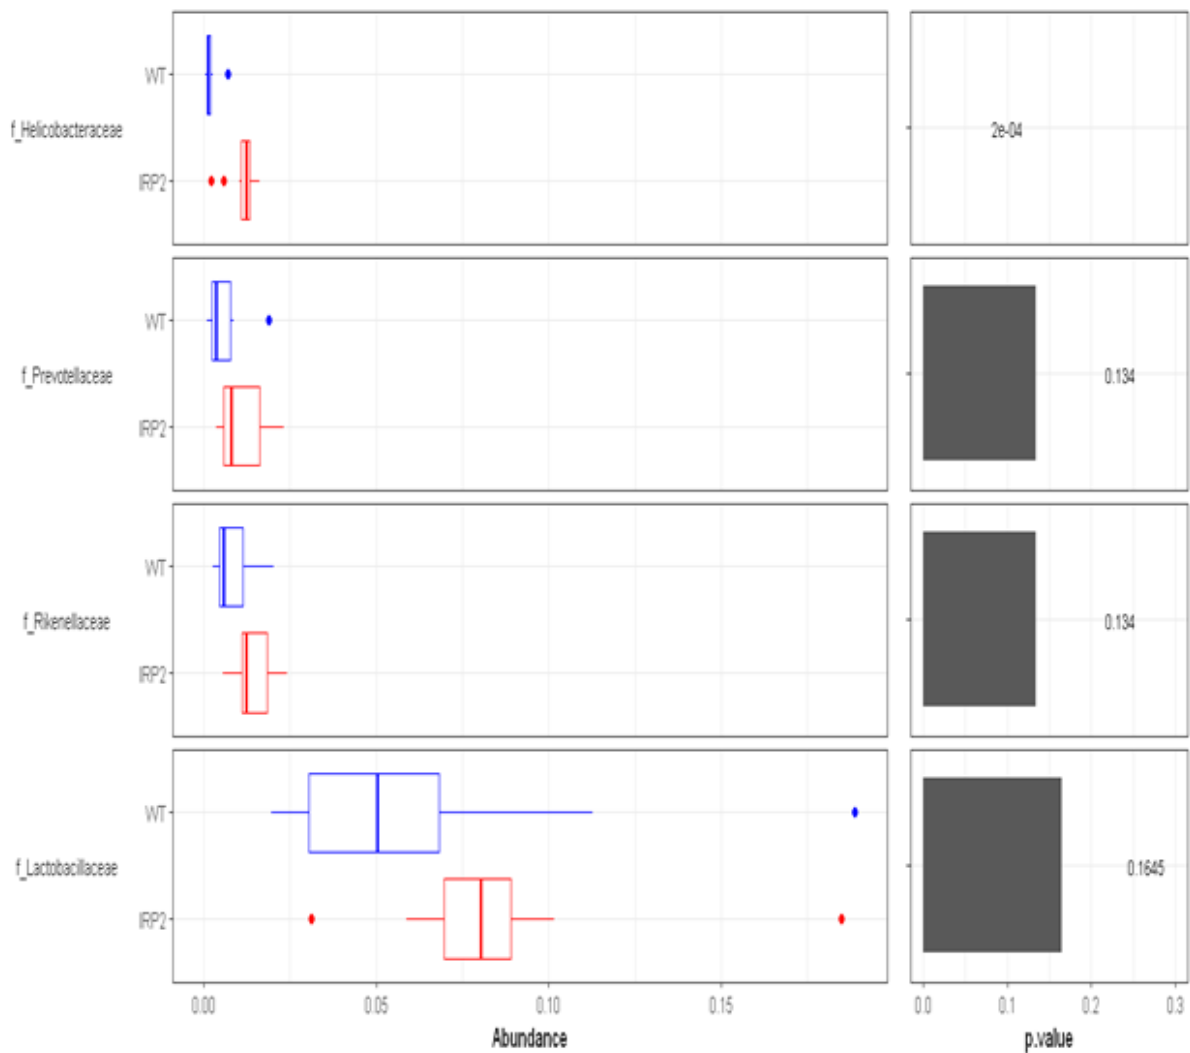 f_Helicobacteraceae
WT
IRP2
2e-04
f_Prevotellaceae
WT
IRP2
0.134
f_Rikenellaceae
WT
IRP2
0.134
f_Lactobacillaceae
WT
IRP2
0.1645
0.00 0.05 0.10 0.15
0.0 0.1 0.2 0.3
Abundance
p.value